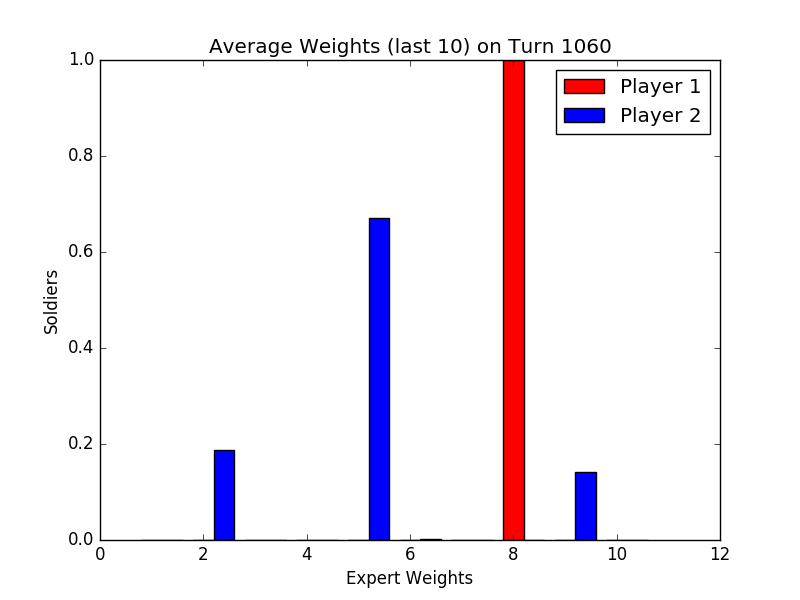 Average Weights (last 10) on Turn 1060
1.0
Player 1
Player 2
0.8
0.6
Soldiers
0.4
0.2
0.0
0 2 4 6 8 10 12
Expert Weights